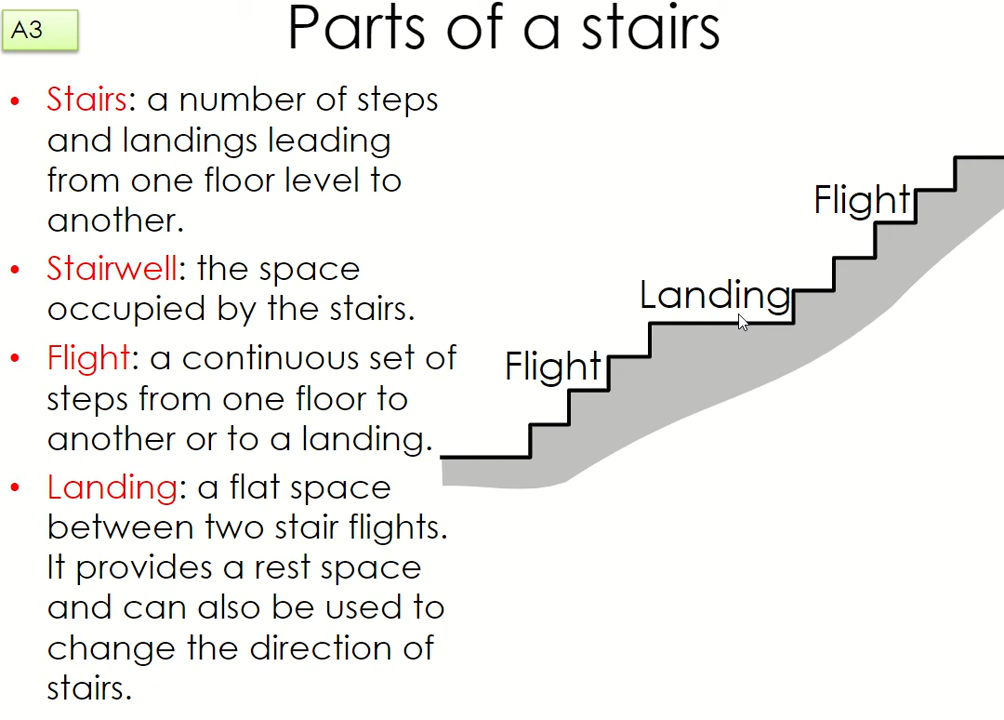 A3
Parts of a stairs
• Stairs: a number of steps
and landings leading
from one floor level to
another.
• Stairwell: the space
occupied by the stairs.
• Flight: a continuous set of
steps from one floor to
another or to a landing.
• Landing: a flat space
between two stair flights.
It provides a rest space
and can also be used to
change the direction of
stairs.
Flight
Landing
Flight